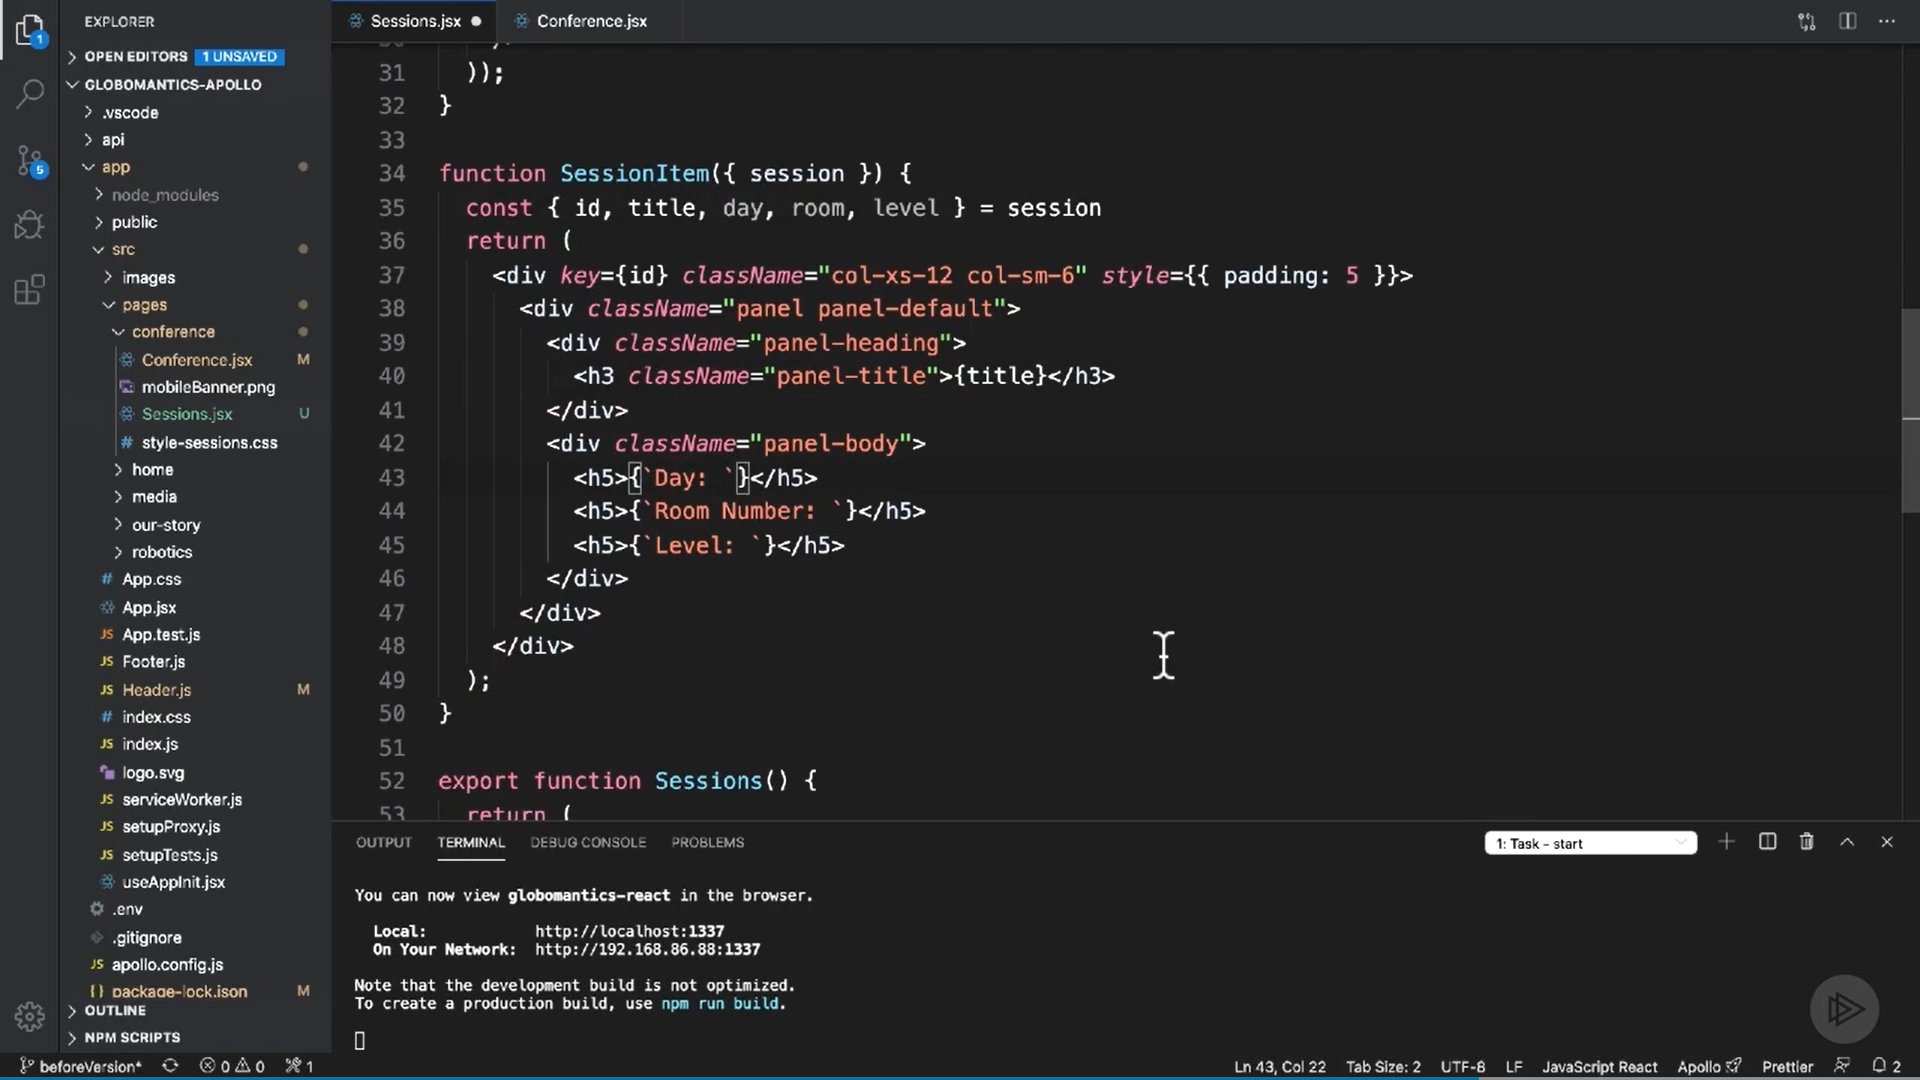 EXPLORER
OPEN EDITORS 1 UNSAVED
GLOBOMANTICS-APOLLO
.vscode
api
app
node_modules
public
src
images
pages
conference
Conference.jsx M
mobileBanner.png
Sessions.jsx U
style-sessions.css
home
media
our-story
robotics
App.css
App.jsx
App.test.js
Footer.js
Header.js M
index.css
index.js
logo.svg
serviceWorker.js
setupProxy.js
setupTests.js
useAppInit.jsx
.env
.gitignore
apollo.config.js
package-lock.json M
OUTLINE
NPM SCRIPTS
1
5
Sessions.jsx Conference.jsx
31 ));
32 }
33
34 function SessionItem({ session }) {
35 const { id, title, day, room, level } = session
36 return (
37 <div key={id} className="col-xs-12 col-sm-6" style={{ padding: 5 }}>
38 <div className="panel panel-default">
39 <div className="panel-heading">
40 <h3 className="panel-title">{title}</h3>
41 </div>
42 <div className="panel-body">
43 <h5>{`Day: `}</h5>
44 <h5>{`Room Number: `}</h5>
45 <h5>{`Level: `}</h5>
46 </div>
47 </div>
48 </div>
49 );
50 }
51
52 export function Sessions() {
53 return (
OUTPUT TERMINAL DEBUG CONSOLE PROBLEMS 1: Task - start
You can now view globomantics-react in the browser.
Local: http://localhost:1337
On Your Network: http://192.168.86.88:1337
Note that the development build is not optimized.
To create a production build, use npm run build.
beforeVersion* 0 0 1 Ln 43, Col 22 Tab Size: 2 UTF-8 LF JavaScript React Apollo Prettier 2